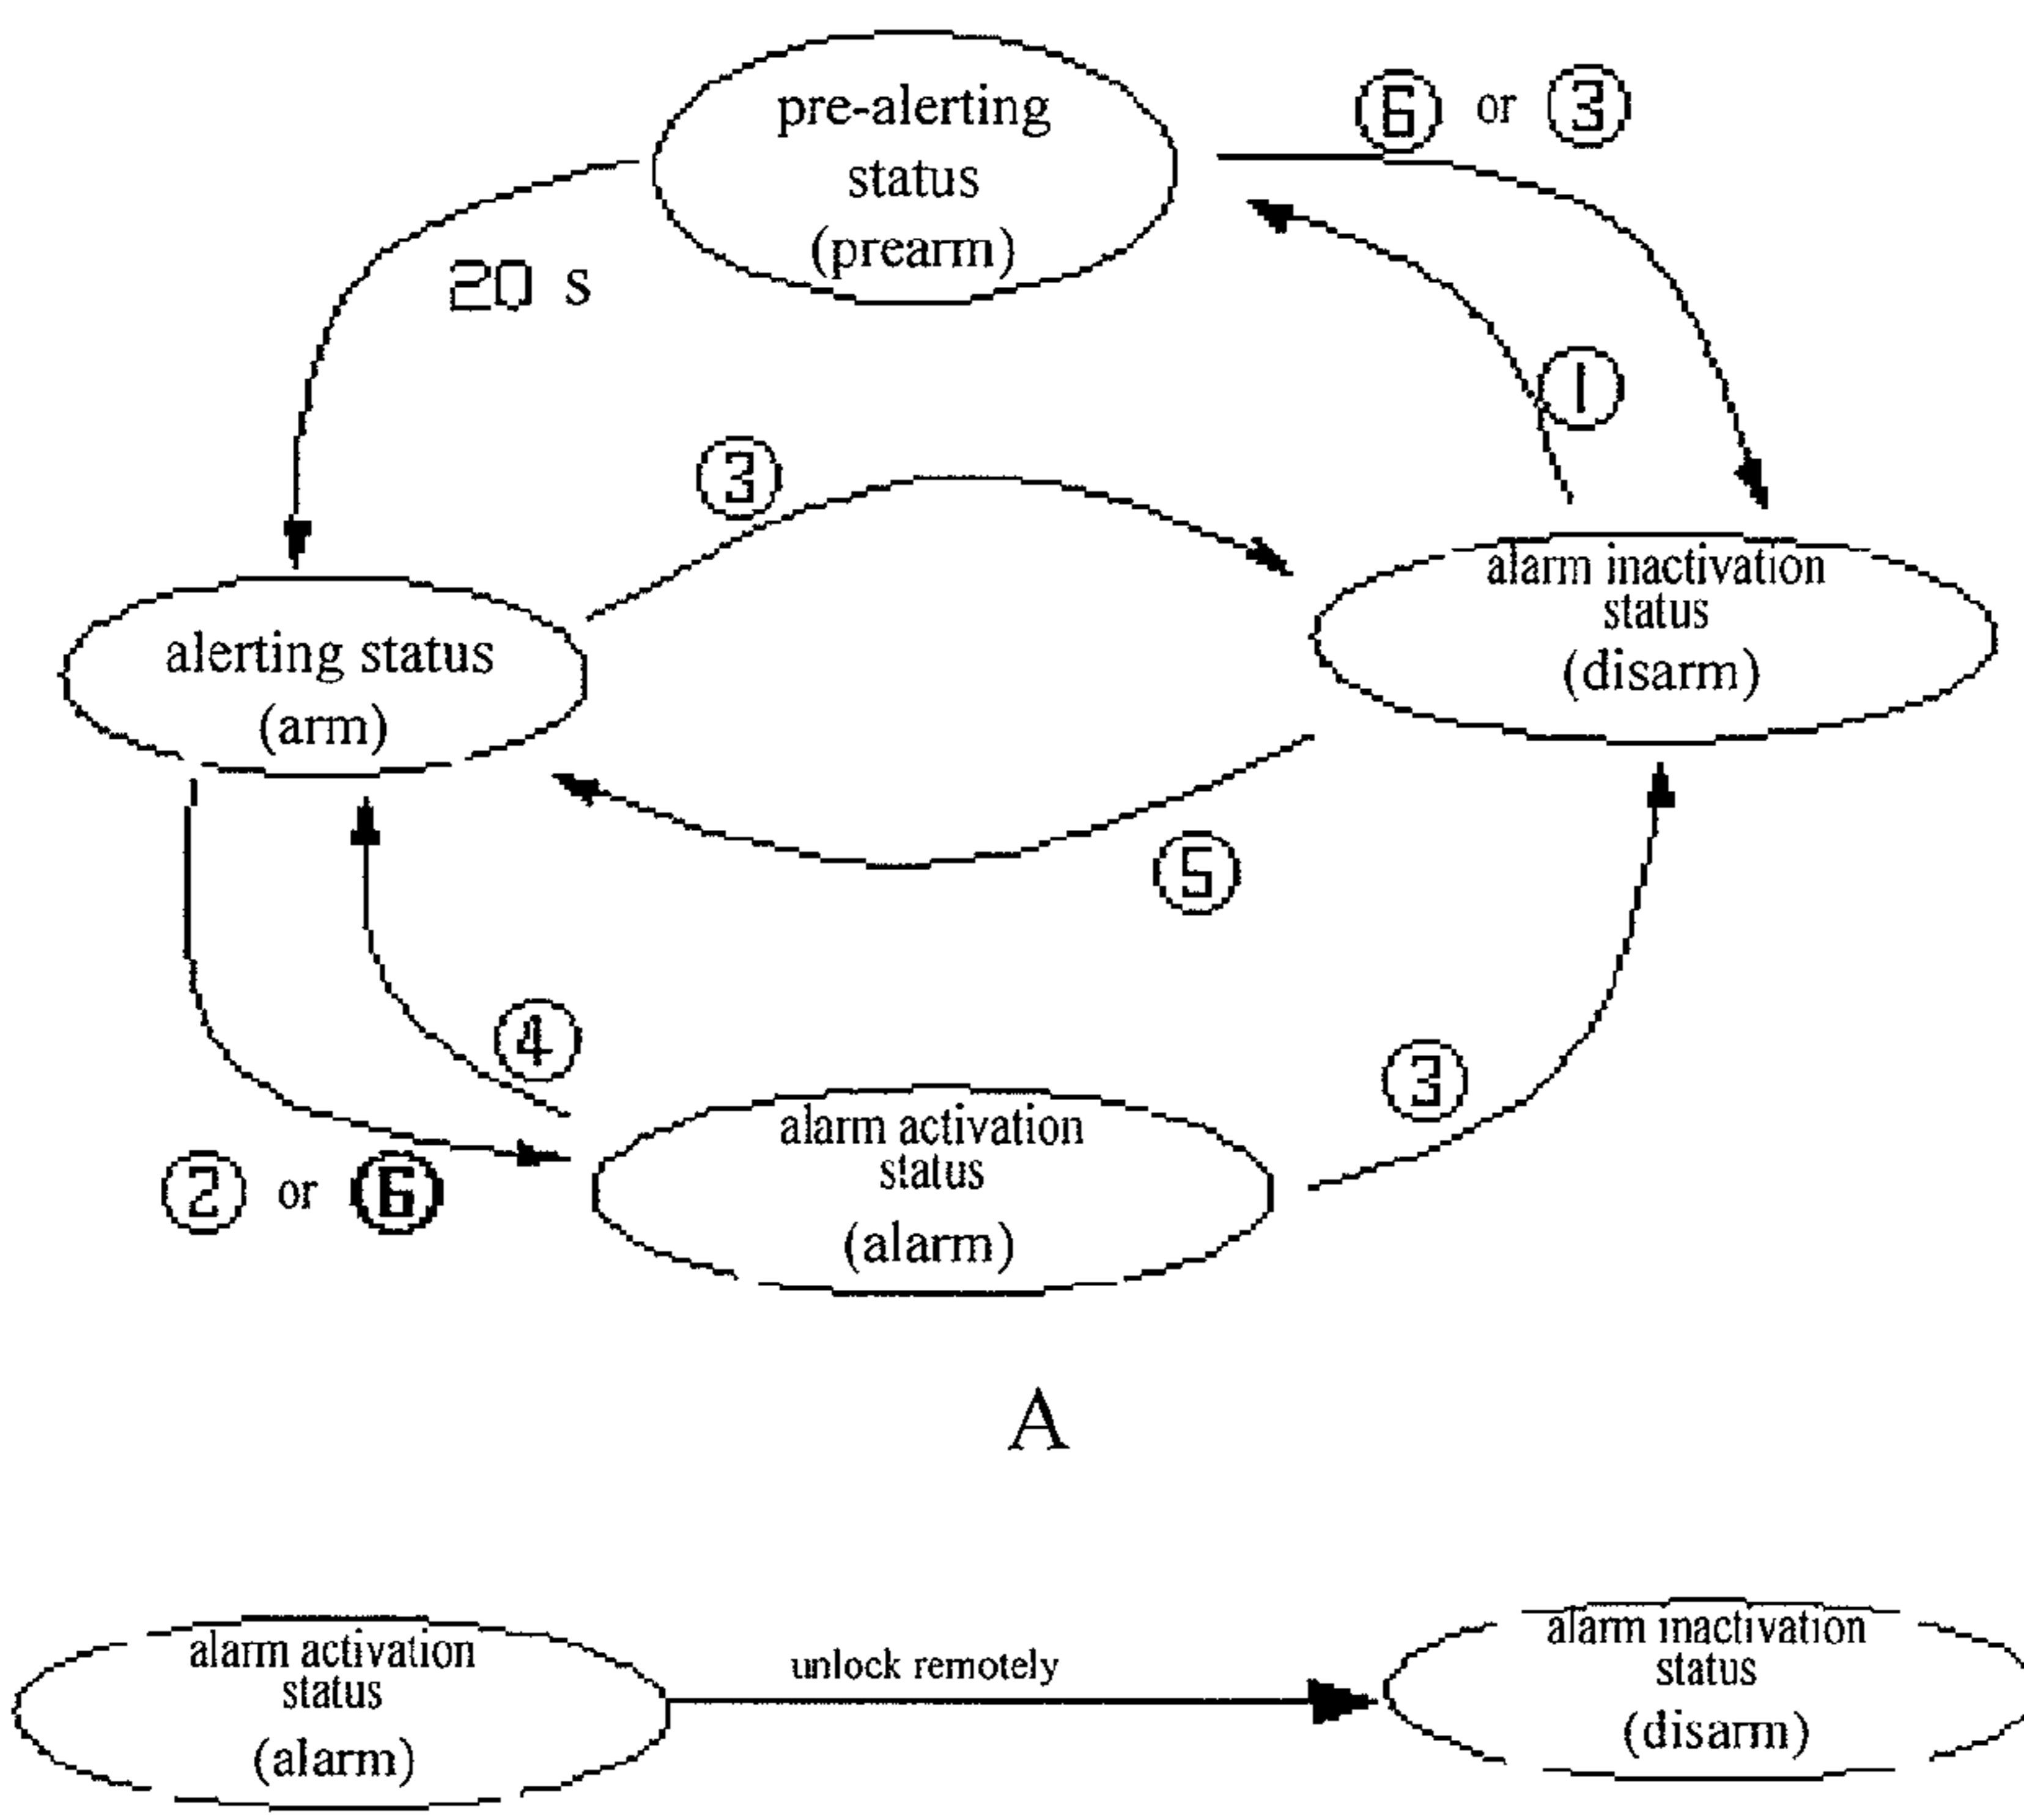 pre-alerting
status
(prearm)
⑥ or ③
20 s
①
③
alarm inactivation
status
(disarm)
alerting status
(arm)
⑤
④
③
② or ⑥
alarm activation
status
(alarm)
A
alarm activation
status
(alarm)
unlock remotely
alarm inactivation
status
(disarm)